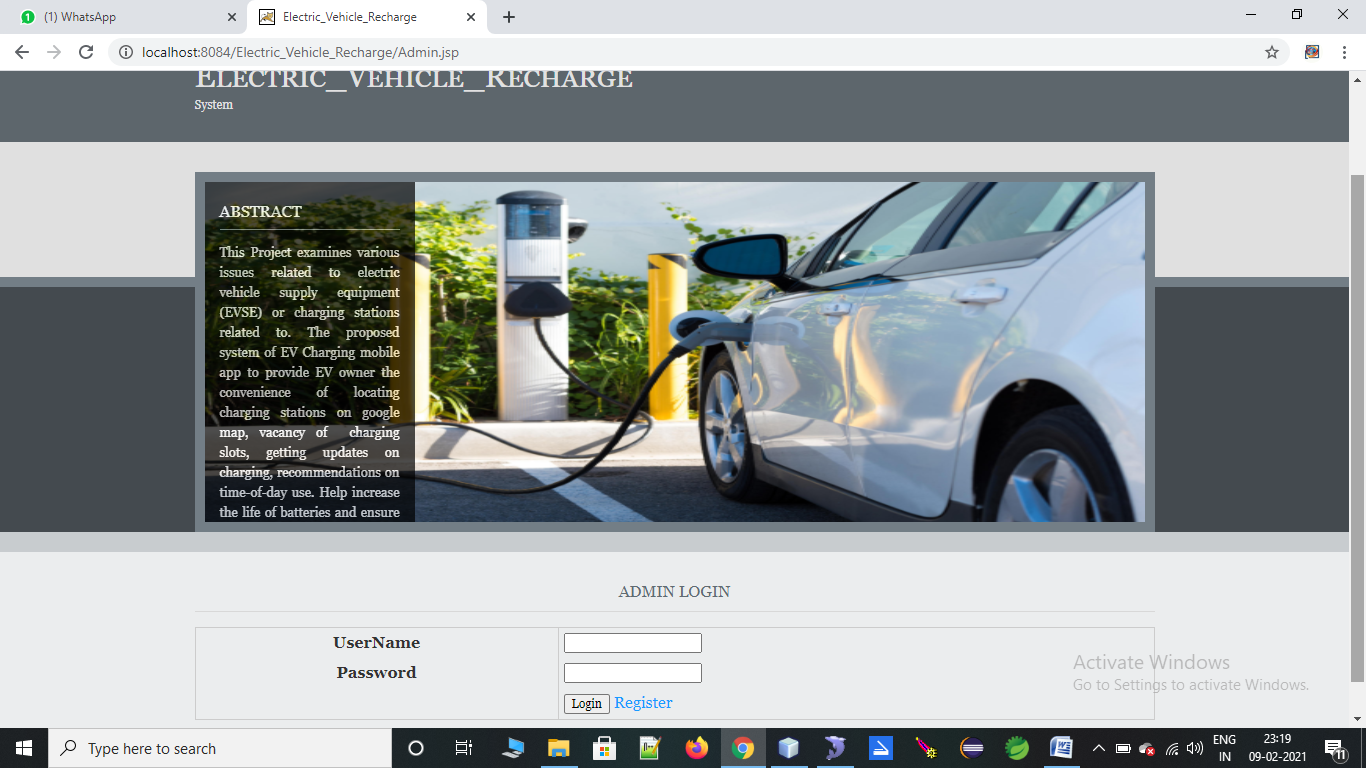 (1) WhatsApp
Electric_Vehicle_Recharge
localhost:8084/Electric_Vehicle_Recharge/Admin.jsp
ELECTRIC_VEHICLE_RECHARGE
System
ABSTRACT
This Project examines various
issues related to electric
vehicle supply equipment
(EVSE) or charging stations
related to. The proposed
system of EV Charging mobile
app to provide EV owner the
convenience of locating
charging stations on google
map, vacancy of charging
slots, getting updates on
charging, recommendations on
time-of-day use. Help increase
the life of batteries and ensure
ADMIN LOGIN
UserName
Password
Login Register
Activate Windows
Go to Settings to activate Windows.
Type here to search
ENG
IN
23:19
09-02-2021
11